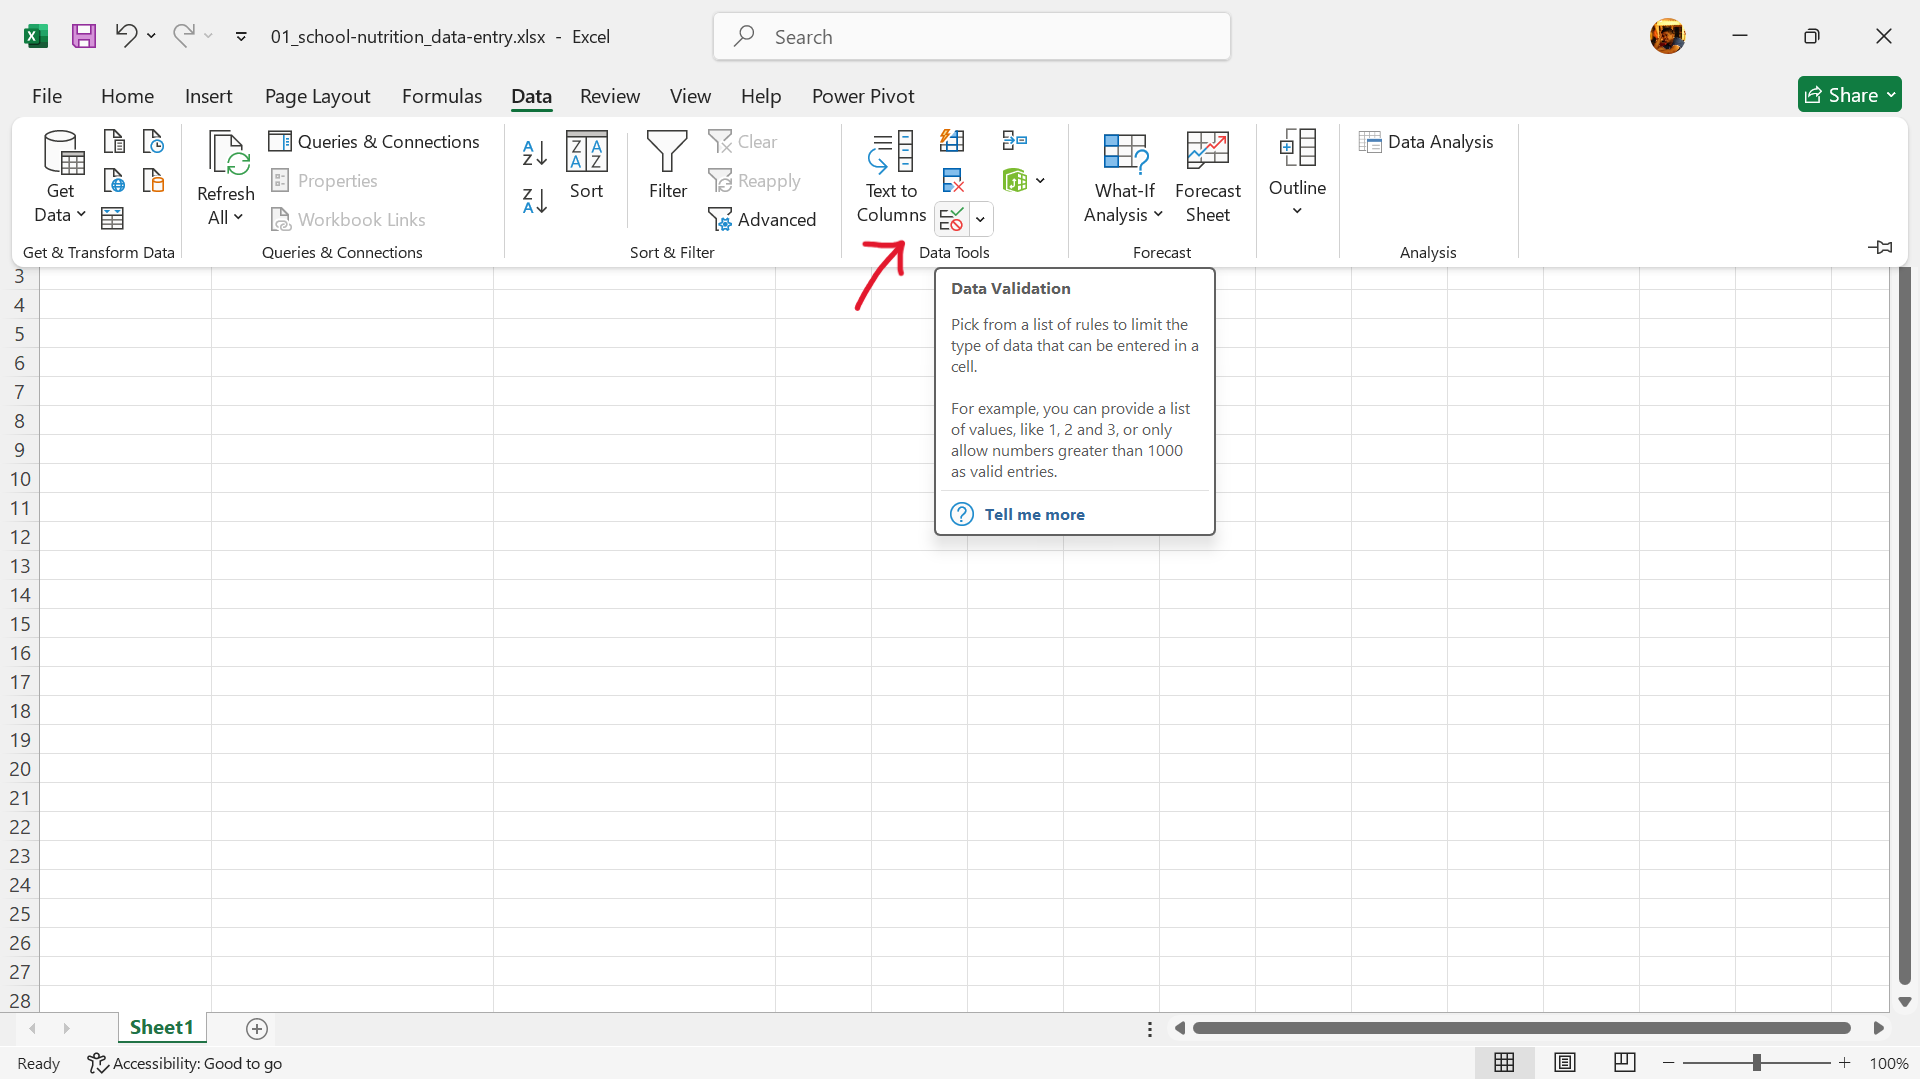 01_school-nutrition_data-entry.xlsx - Excel
Search
File Home Insert Page Layout Formulas Data Review View Help Power Pivot
Share
Get
Data
Get & Transform Data
Refresh
All
Queries & Connections
Properties
Workbook Links
Queries & Connections
Sort
Filter
Clear
Reapply
Advanced
Sort & Filter
Text to
Columns
Data Tools
What-If
Analysis
Forecast
Sheet
Forecast
Outline
Data Analysis
Analysis
Data Validation
Pick from a list of rules to limit the
type of data that can be entered in a
cell.
For example, you can provide a list
of values, like 1, 2 and 3, or only
allow numbers greater than 1000
as valid entries.
Tell me more
3
4
5
6
7
8
9
10
11
12
13
14
15
16
17
18
19
20
21
22
23
24
25
26
27
28
Sheet1
Ready
Accessibility: Good to go
100%